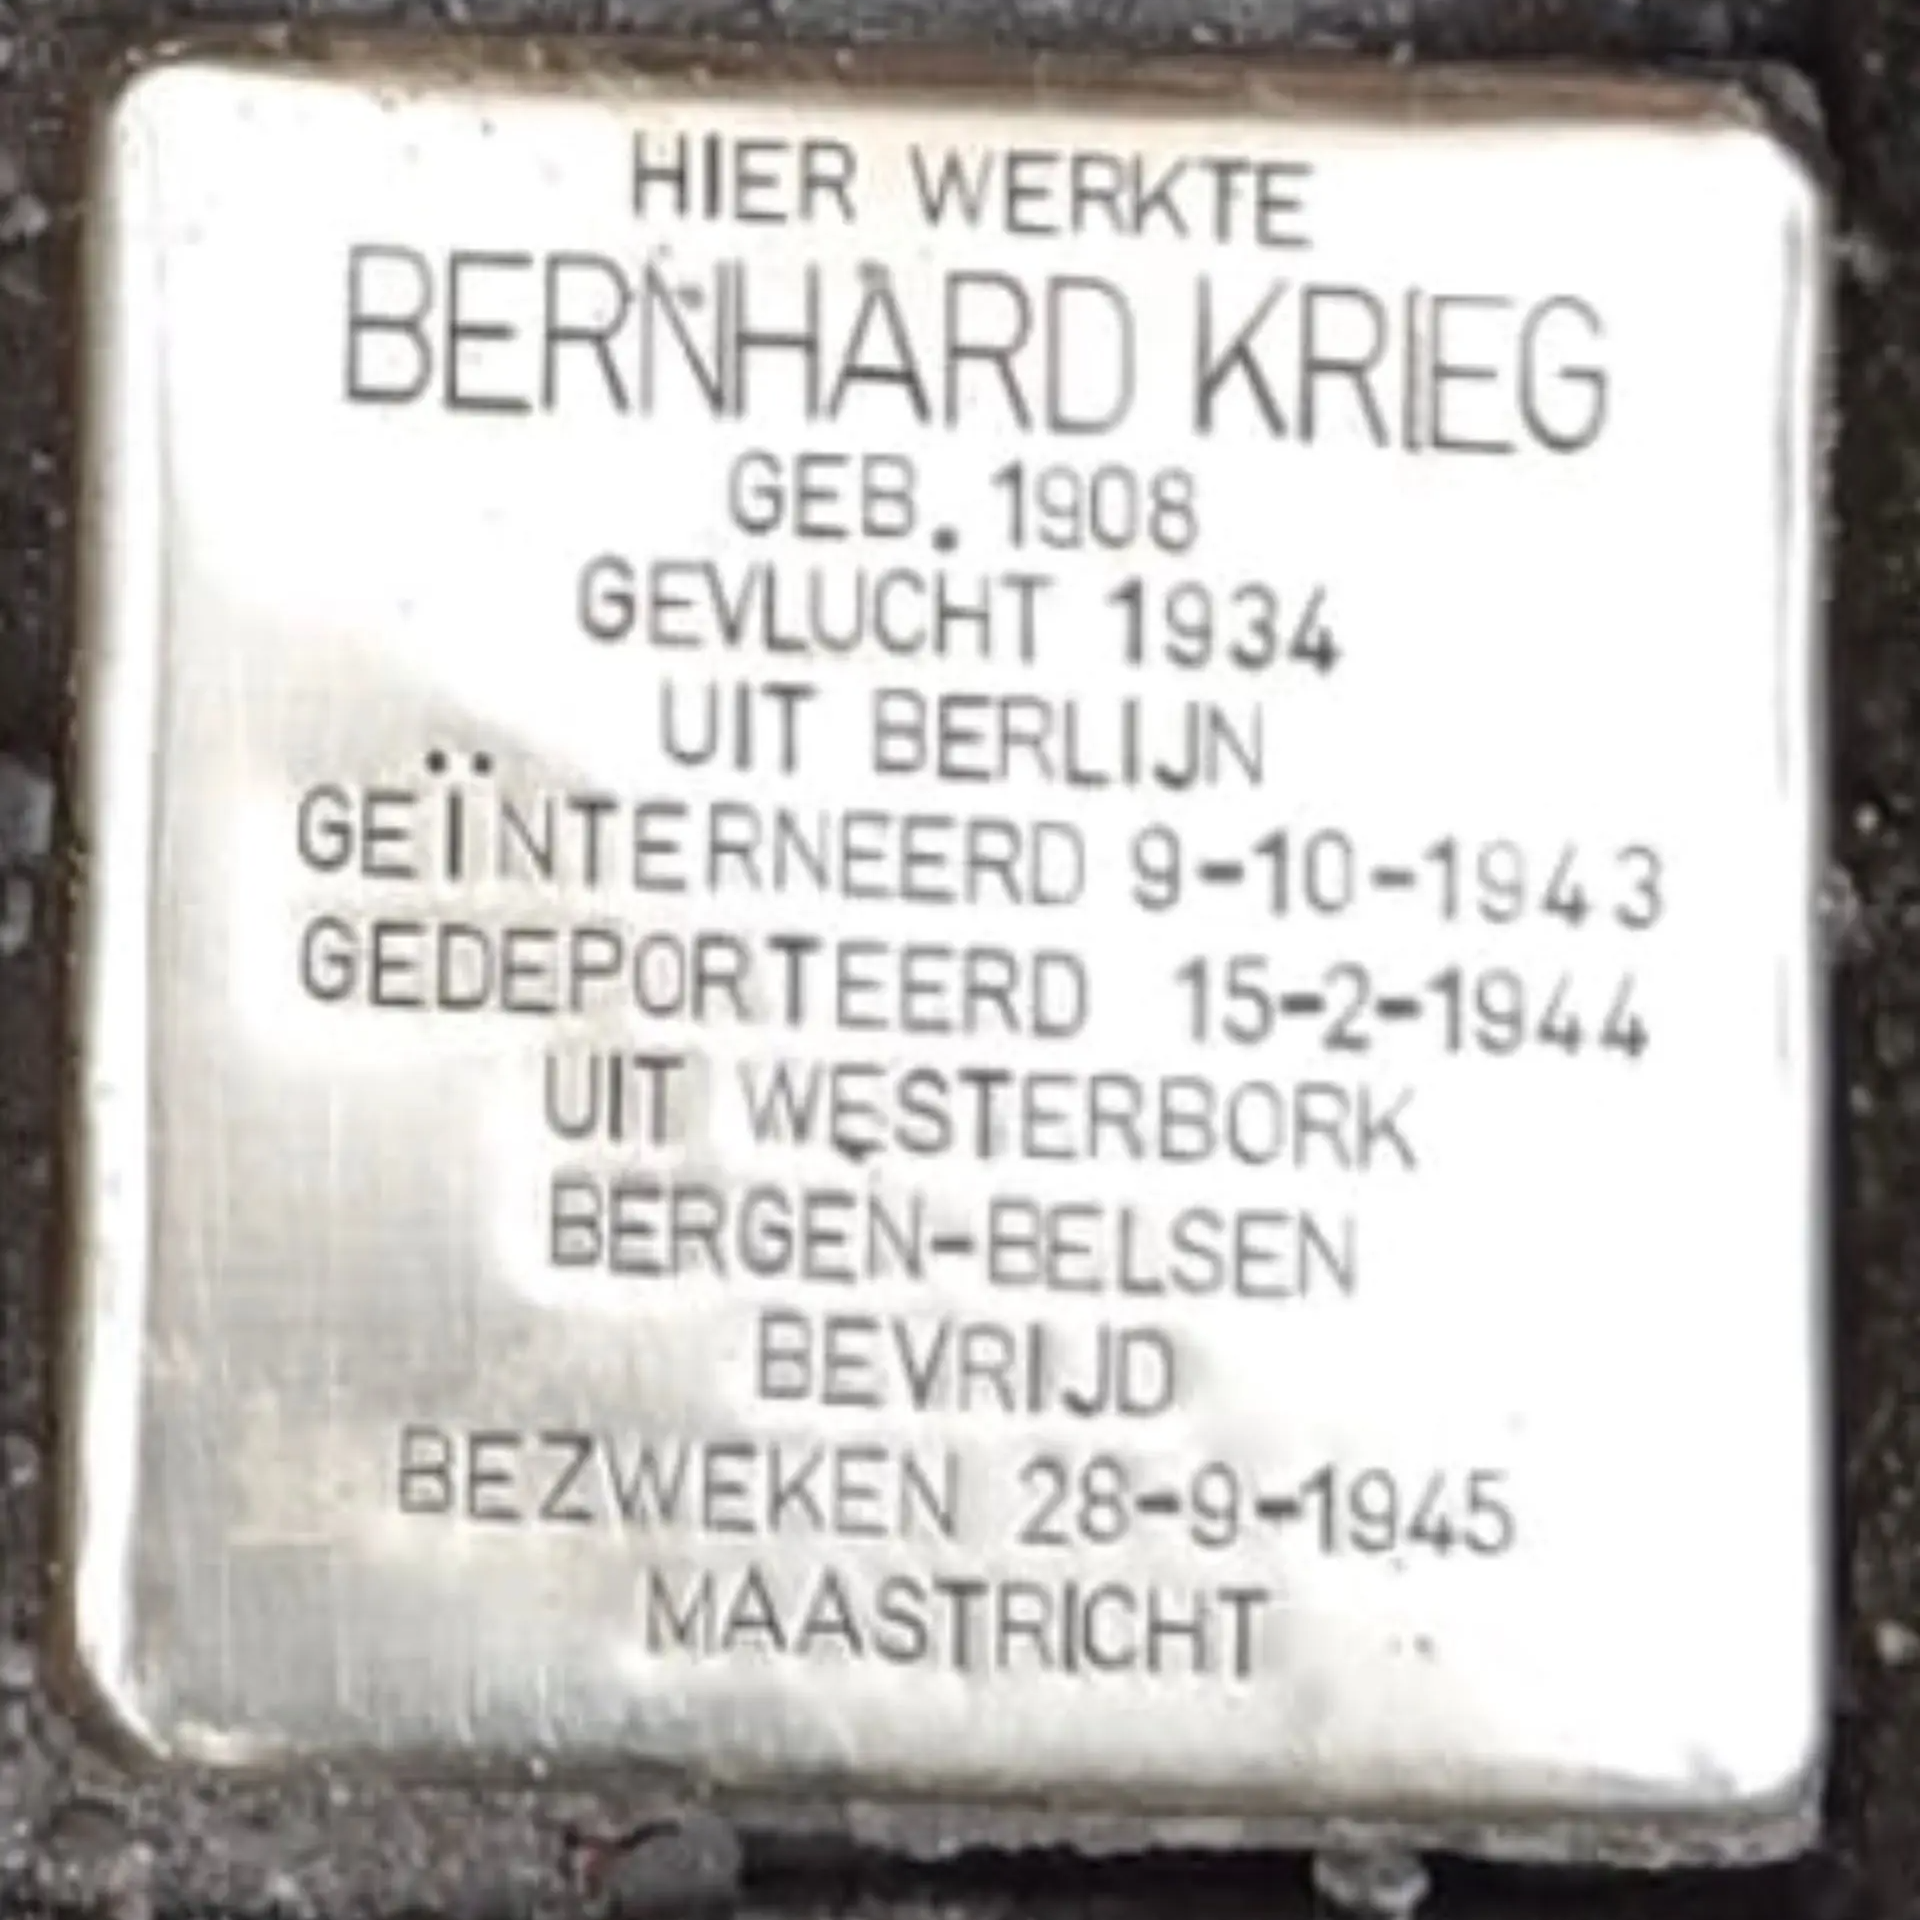 HIER WERKTE
BERNHARD KRIEG
GEB. 1908
GEVLUCHT 1934
UIT BERLIJN
GEÏNTERNEERD 9-10-1943
GEDEPORTEERD 15-2-1944
UIT WESTERBORK
BERGEN-BELSEN
BEVRIJD
BEZWEKEN 28-9-1945
MAASTRICHT